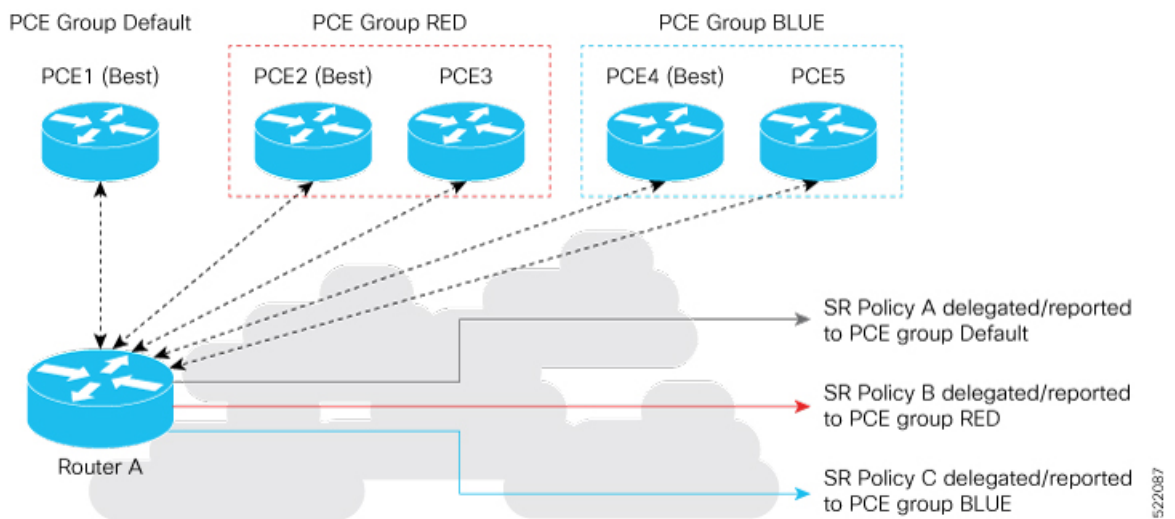 PCE Group Default
PCE Group RED
PCE Group BLUE
PCE1 (Best)
PCE2 (Best)
PCE3
PCE4 (Best)
PCE5
SR Policy A delegated/reported
to PCE group Default
SR Policy B delegated/reported
to PCE group RED
Router A
SR Policy C delegated/reported
to PCE group BLUE
522087